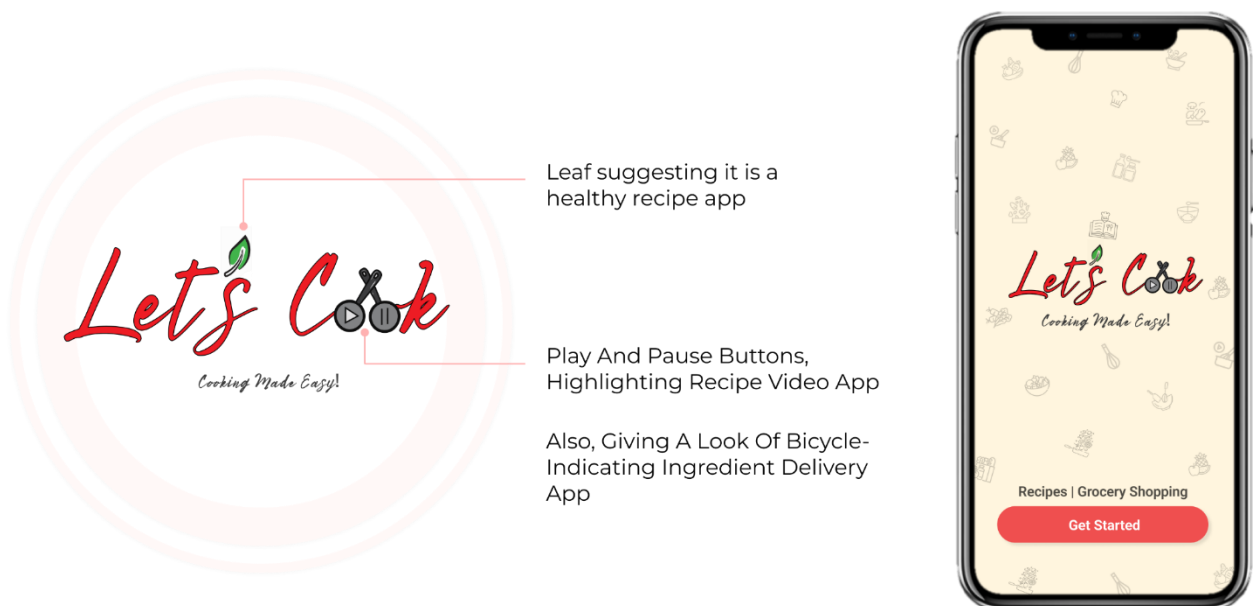 Leaf suggesting it is a
healthy recipe app
Let's Cook
Cooking Made Easy!
Play And Pause Buttons,
Highlighting Recipe Video App
Also, Giving A Look Of Bicycle-
Indicating Ingredient Delivery
App
Let's Cook
Cooking Made Easy!
Recipes | Grocery Shopping
Get Started